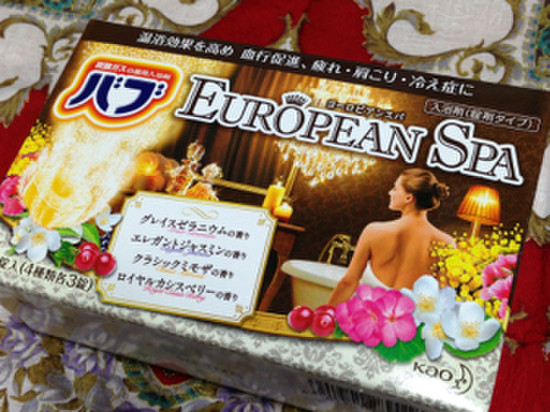 温浴効果を高め 血行促進、疲れ・肩こり・冷え症に
炭酸ガスの薬用入浴剤
バブ
ヨーロピアンスパ
入浴剤(錠剤タイプ)
EUROPEAN SPA
グレイスゼラニウムの香り
エレガントジャスミンの香り
クラシックミモザの香り
ロイヤルカシスベリーの香り
錠入(4種類各3錠)
Kao